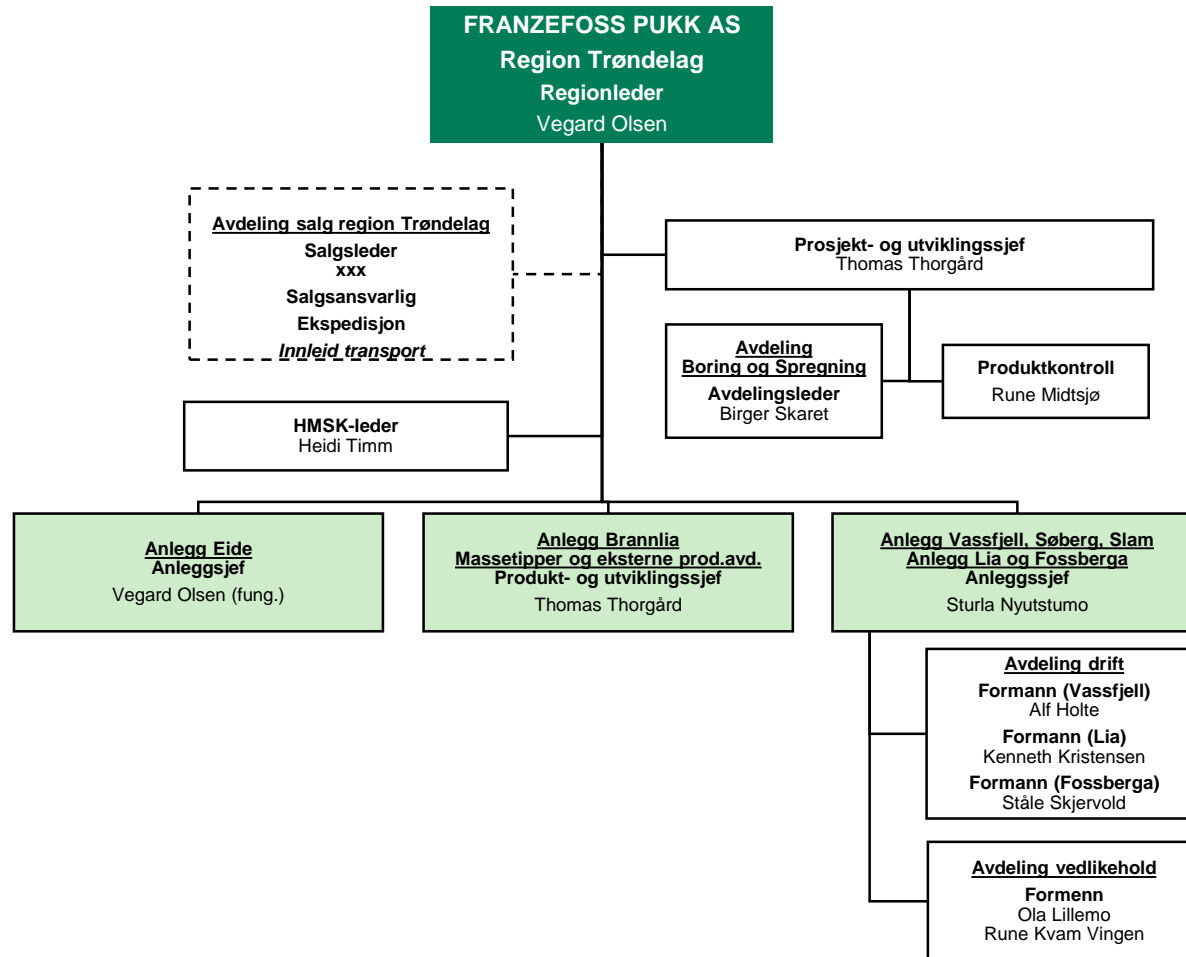 FRANZEFOSS PUKK AS
Region Trøndelag
Regionleder
Vegard Olsen
Avdeling salg region Trøndelag
Salgsleder
xxx
Salgsansvarlig
Ekspedisjon
Innleid transport
Prosjekt- og utviklingssjef
Thomas Thorgård
Avdeling
Boring og Spregning
Avdelingsleder
Birger Skaret
Produktkontroll
Rune Midtsjø
HMSK-leder
Heidi Timm
Anlegg Eide
Anleggsjef
Vegard Olsen (fung.)
Anlegg Brannlia
Massetipper og eksterne prod.avd.
Produkt- og utviklingssjef
Thomas Thorgård
Anlegg Vassfjell, Søberg, Slam
Anlegg Lia og Fossberga
Anleggssjef
Sturla Nyutstumo
Avdeling drift
Formann (Vassfjell)
Alf Holte
Formann (Lia)
Kenneth Kristensen
Formann (Fossberga)
Ståle Skjervold
Avdeling vedlikehold
Formenn
Ola Lillemo
Rune Kvam Vingen